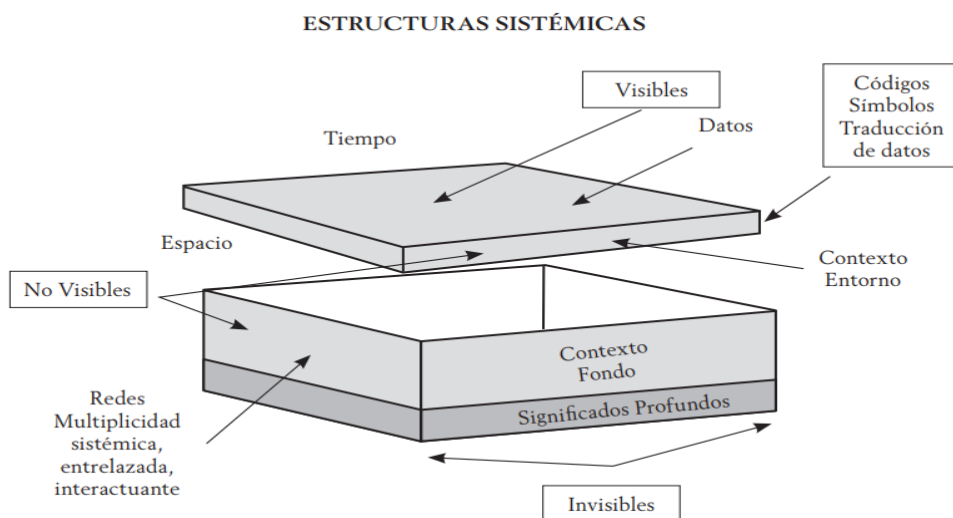 ESTRUCTURAS SISTÉMICAS
Visibles
Códigos
Símbolos
Traducción
de datos
Tiempo
Datos
Espacio
Contexto
Entorno
No Visibles
Contexto
Fondo
Significados Profundos
Redes
Multiplicidad
sistémica,
entrelazada,
interactuante
Invisibles